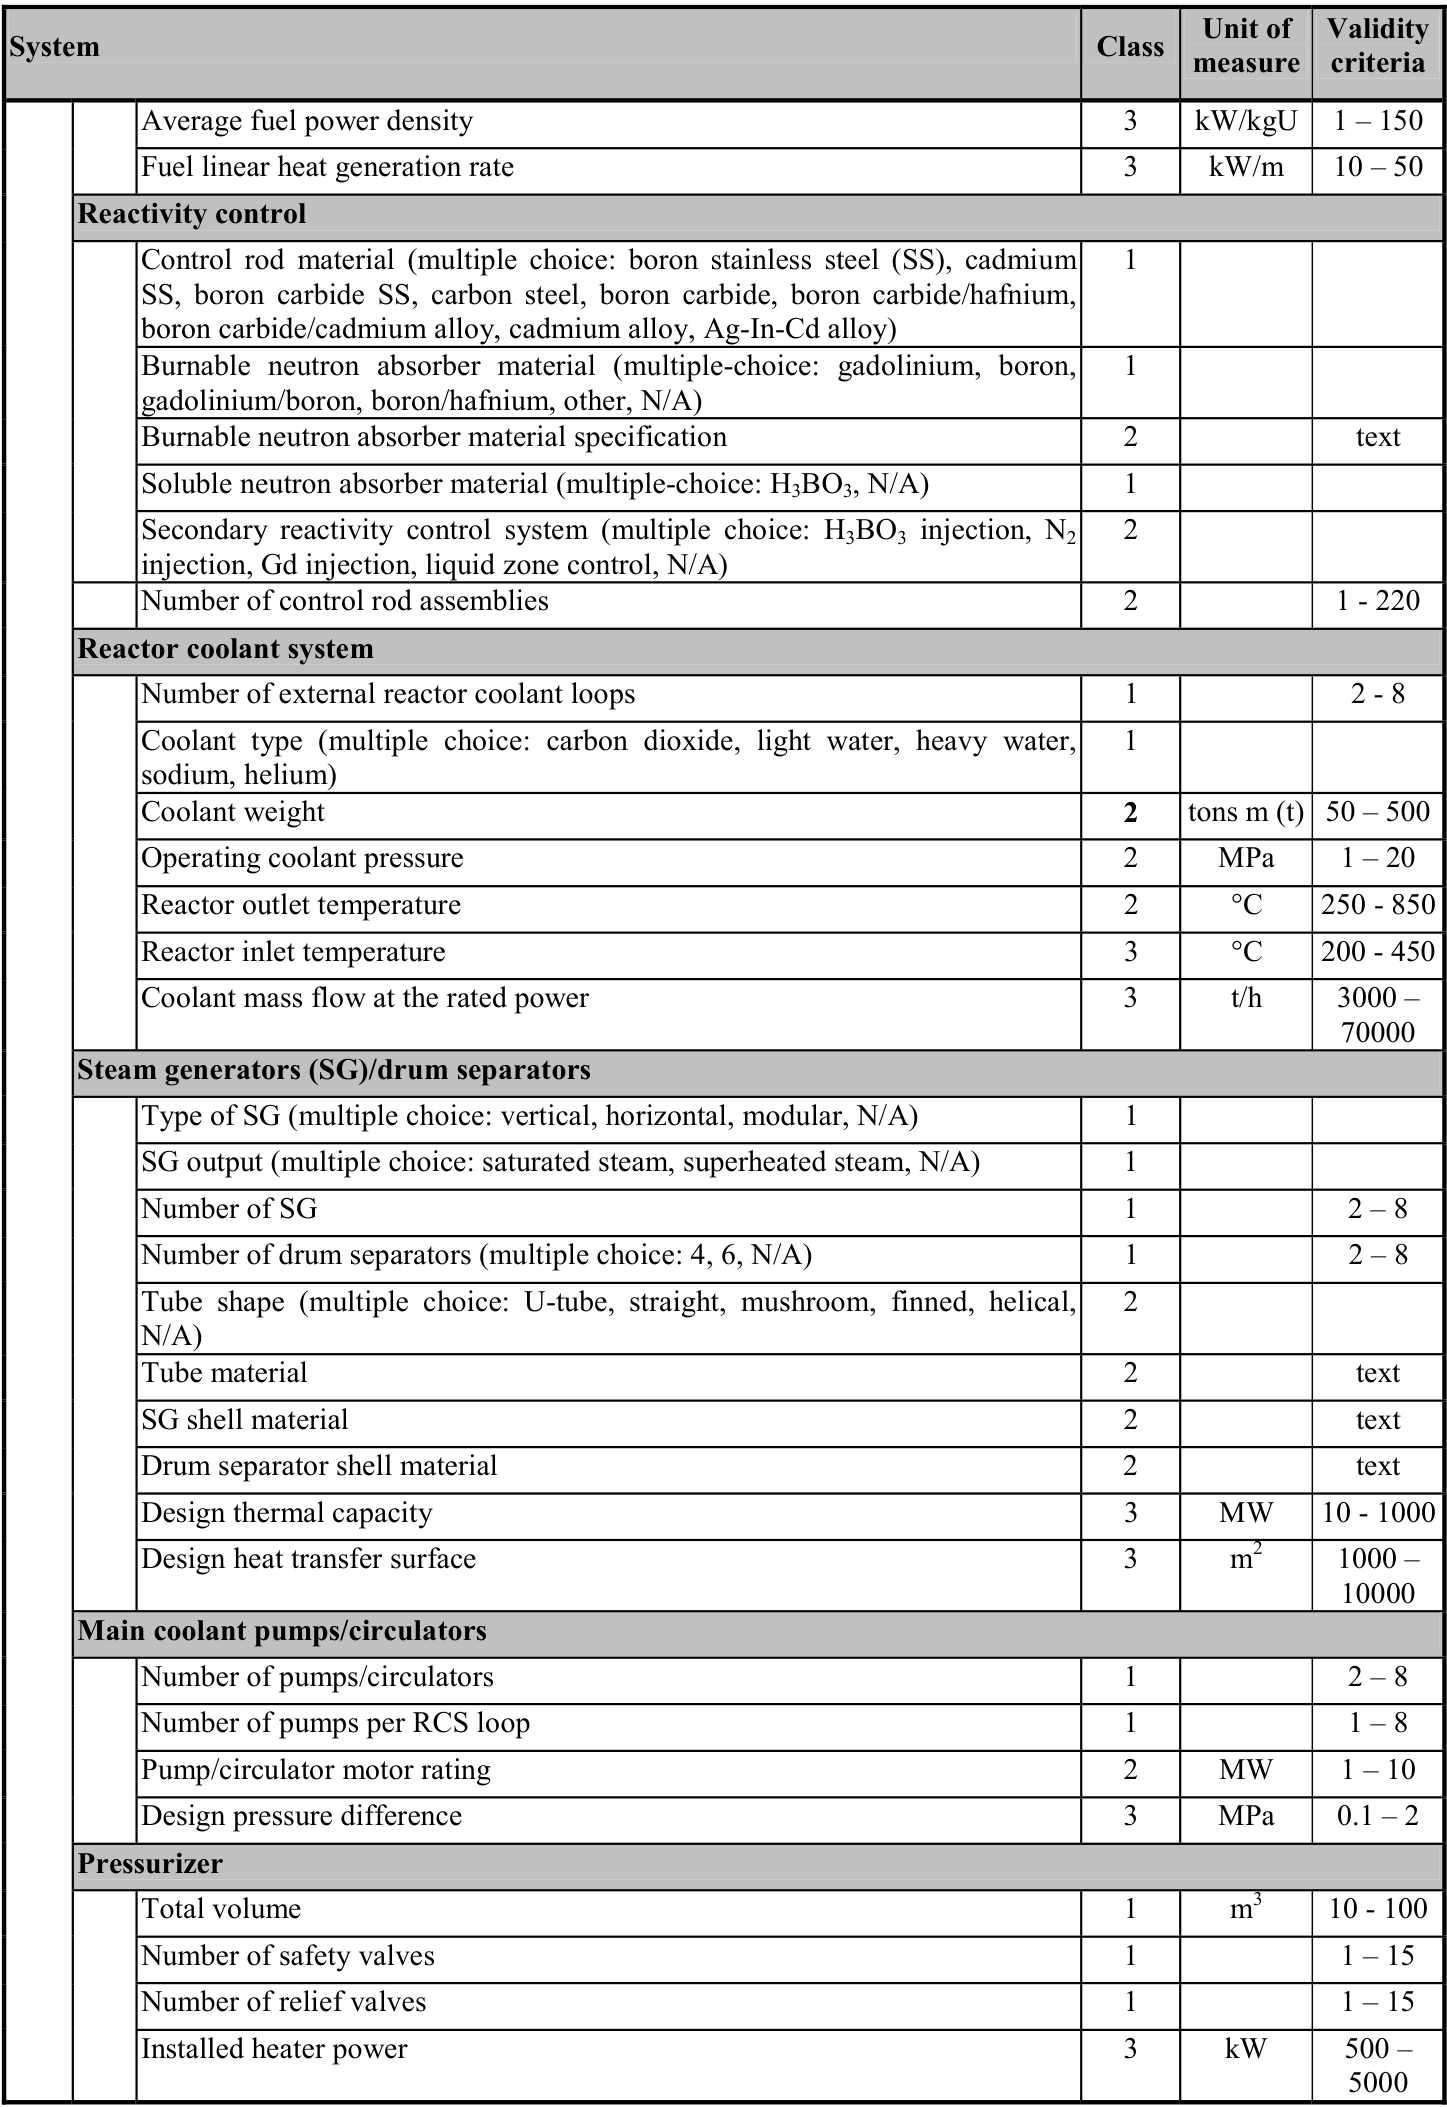 System Class Unit of measure Validity criteria
Average fuel power density 3 kW/kgU 1 – 150
Fuel linear heat generation rate 3 kW/m 10 – 50
Reactivity control
Control rod material (multiple choice: boron stainless steel (SS), cadmium 1
SS, boron carbide SS, carbon steel, boron carbide, boron carbide/hafnium,
boron carbide/cadmium alloy, cadmium alloy, Ag-In-Cd alloy)
Burnable neutron absorber material (multiple-choice: gadolinium, boron, 1
gadolinium/boron, boron/hafnium, other, N/A)
Burnable neutron absorber material specification 2 text
Soluble neutron absorber material (multiple-choice: H₃BO₃, N/A) 1
Secondary reactivity control system (multiple choice: H₃BO₃ injection, N₂ 2
injection, Gd injection, liquid zone control, N/A)
Number of control rod assemblies 2 1 - 220
Reactor coolant system
Number of external reactor coolant loops 1 2 - 8
Coolant type (multiple choice: carbon dioxide, light water, heavy water, 1
sodium, helium)
Coolant weight 2 tons m (t) 50 – 500
Operating coolant pressure 2 MPa 1 – 20
Reactor outlet temperature 2 °C 250 - 850
Reactor inlet temperature 3 °C 200 - 450
Coolant mass flow at the rated power 3 t/h 3000 –
70000
Steam generators (SG)/drum separators
Type of SG (multiple choice: vertical, horizontal, modular, N/A) 1
SG output (multiple choice: saturated steam, superheated steam, N/A) 1
Number of SG 1 2 – 8
Number of drum separators (multiple choice: 4, 6, N/A) 1 2 – 8
Tube shape (multiple choice: U-tube, straight, mushroom, finned, helical, 2
N/A)
Tube material 2 text
SG shell material 2 text
Drum separator shell material 2 text
Design thermal capacity 3 MW 10 - 1000
Design heat transfer surface 3 m² 1000 –
10000
Main coolant pumps/circulators
Number of pumps/circulators 1 2 – 8
Number of pumps per RCS loop 1 1 – 8
Pump/circulator motor rating 2 MW 1 – 10
Design pressure difference 3 MPa 0.1 – 2
Pressurizer
Total volume 1 m³ 10 - 100
Number of safety valves 1 1 – 15
Number of relief valves 1 1 – 15
Installed heater power 3 kW 500 –
5000